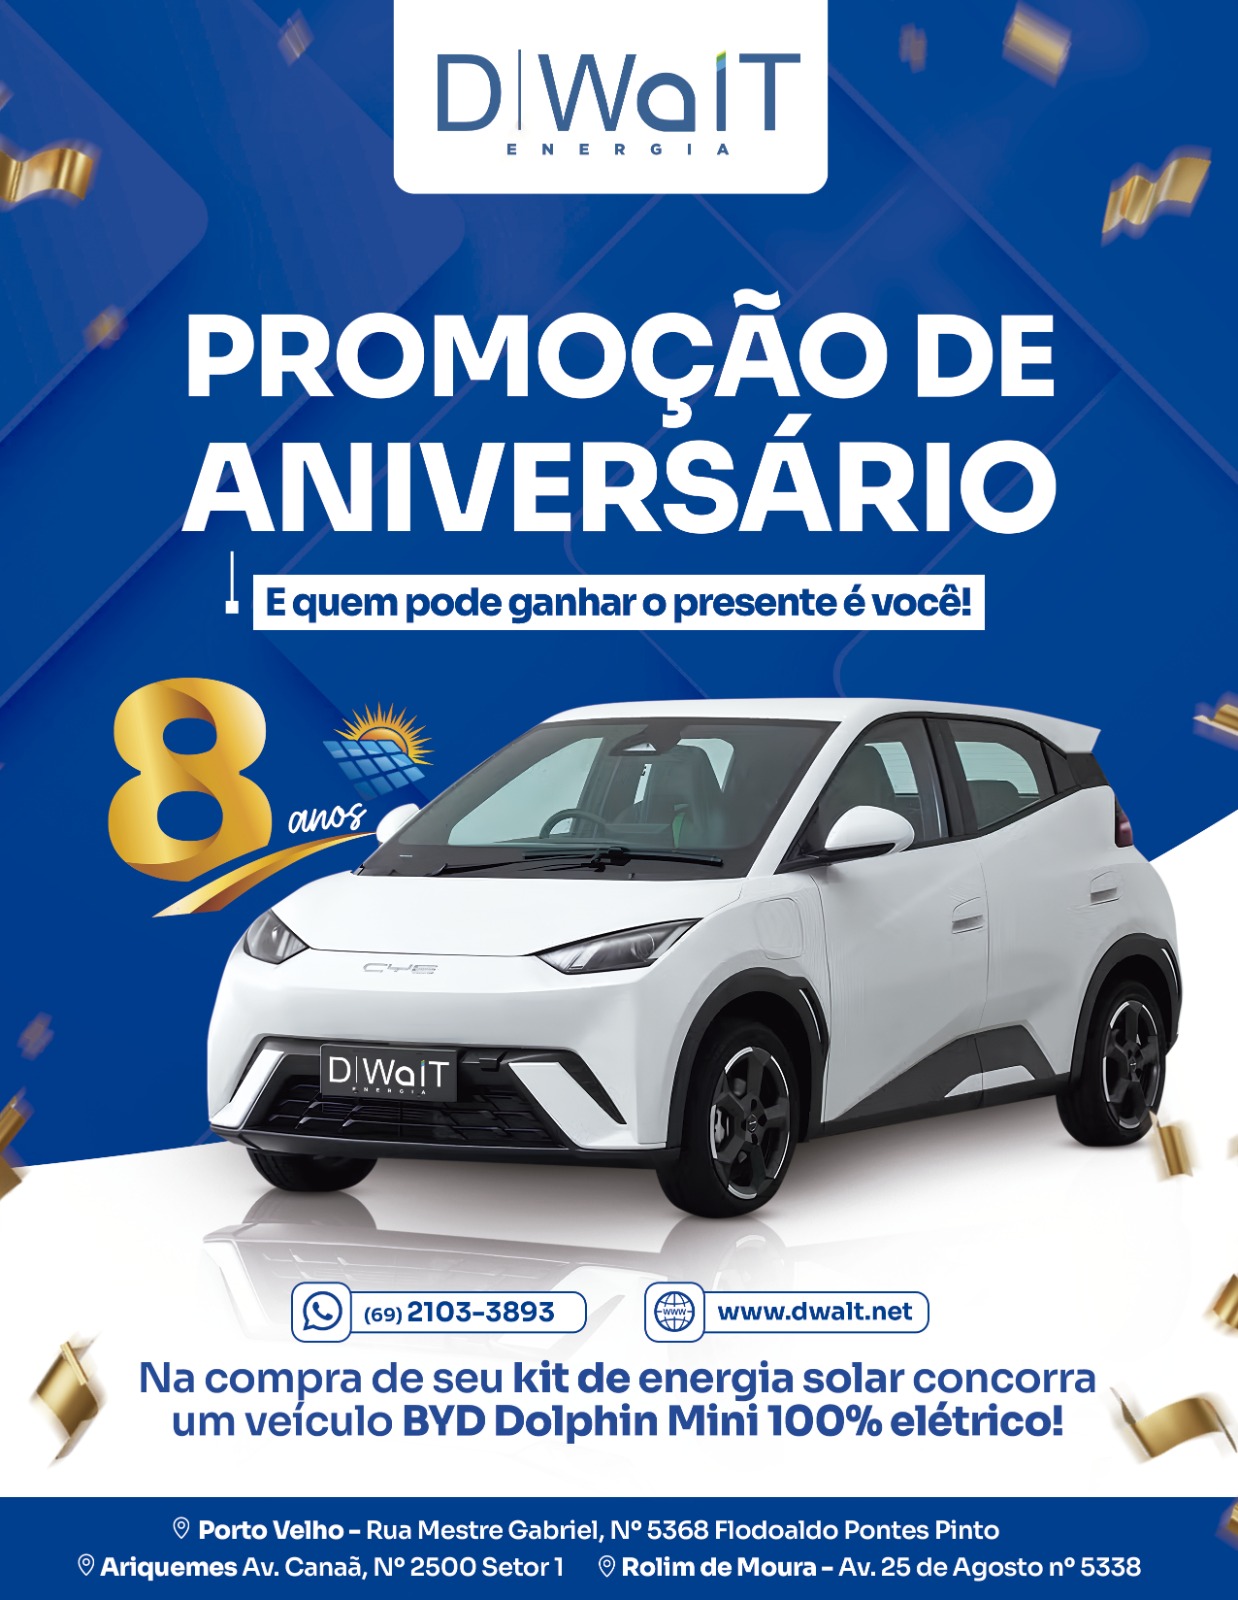 D|WalT
ENERGIA
PROMOÇÃO DE
ANIVERSÁRIO
E quem pode ganhar o presente é você!
8
anos
D|WalT
ENERGIA
(69) 2103-3893
www
www.dwalt.net
Na compra de seu kit de energia solar concorra
um veículo BYD Dolphin Mini 100% elétrico!
Porto Velho - Rua Mestre Gabriel, Nº 5368 Flodoaldo Pontes Pinto
Ariquemes Av. Canaã, Nº 2500 Setor 1 Rolim de Moura - Av. 25 de Agosto nº 5338